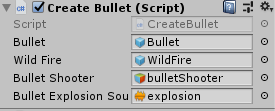 Create Bullet (Script)
Script CreateBullet
Bullet Bullet
Wild Fire WildFire
Bullet Shooter bulletShooter
Bullet Explosion Sou explosion